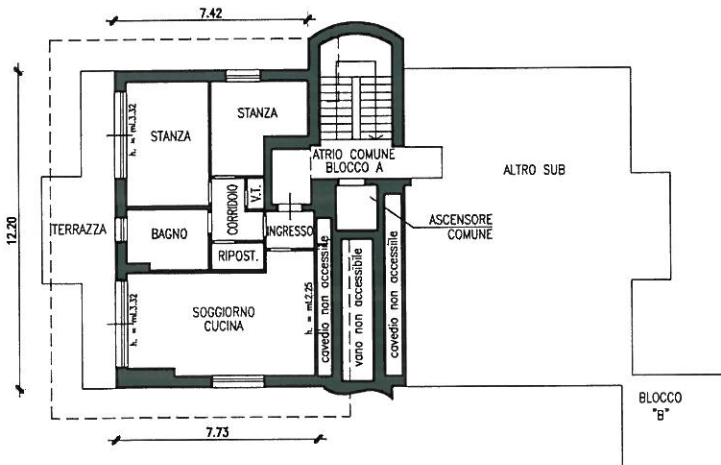 7.42
STANZA
STANZA
h. = ml.3.32
ATRIO COMUNE
BLOCCO A
ALTRO SUB
V.T.
CORRIDOIO
ASCENSORE
COMUNE
12.20
TERRAZZA
BAGNO
INGRESSO
RIPOST.
SOGGIORNO
CUCINA
h. = ml.3.32
h. = ml.2.25
cavedio non accessiile
vano non accessibile
cavedio non accessiile
BLOCCO
"B"
7.73